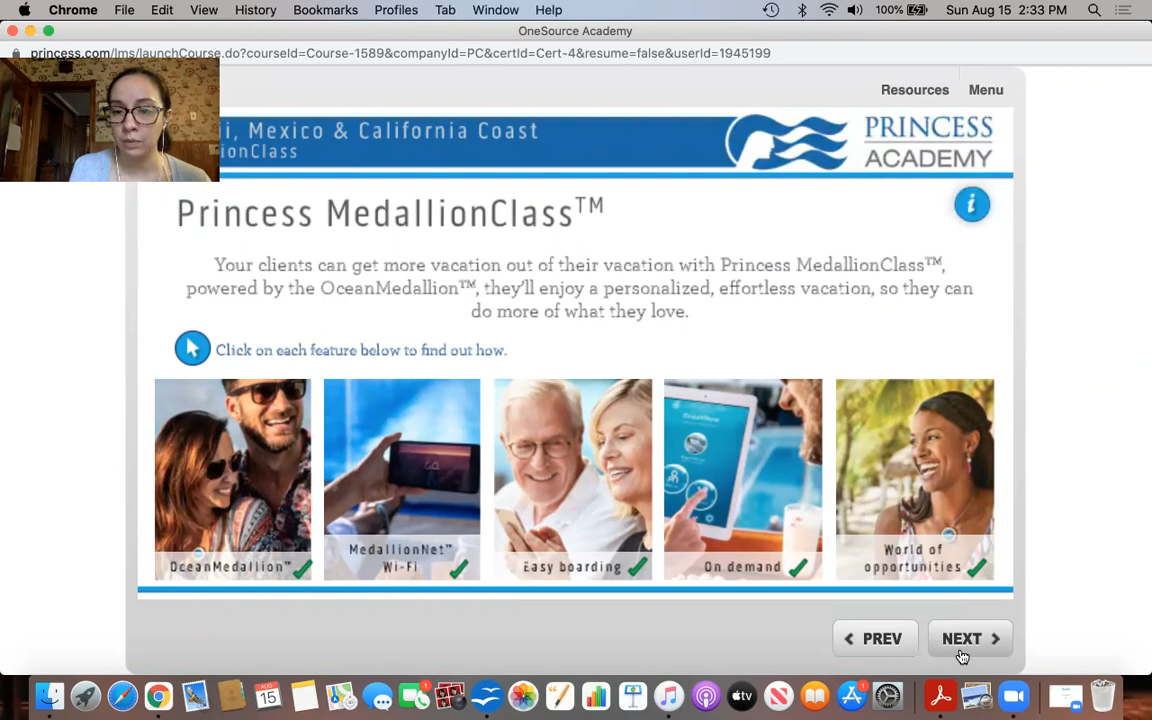 Chrome File Edit View History Bookmarks Profiles Tab Window Help 100% Sun Aug 15 2:33 PM
OneSource Academy
princess.com/lms/launchCourse.do?courseId=Course-1589&companyId=PC&certId=Cert-4&resume=false&userId=1945199
Resources Menu
i, Mexico & California Coast
ionClass
PRINCESS
ACADEMY
Princess MedallionClass™
i
Your clients can get more vacation out of their vacation with Princess MedallionClass™,
powered by the OceanMedallion™, they'll enjoy a personalized, effortless vacation, so they can
do more of what they love.
Click on each feature below to find out how.
OceanMedallion™
MedallionNet™
Wi-Fi
Easy boarding
On demand
World of
opportunities
PREV NEXT
AUG
15
1
tv
1